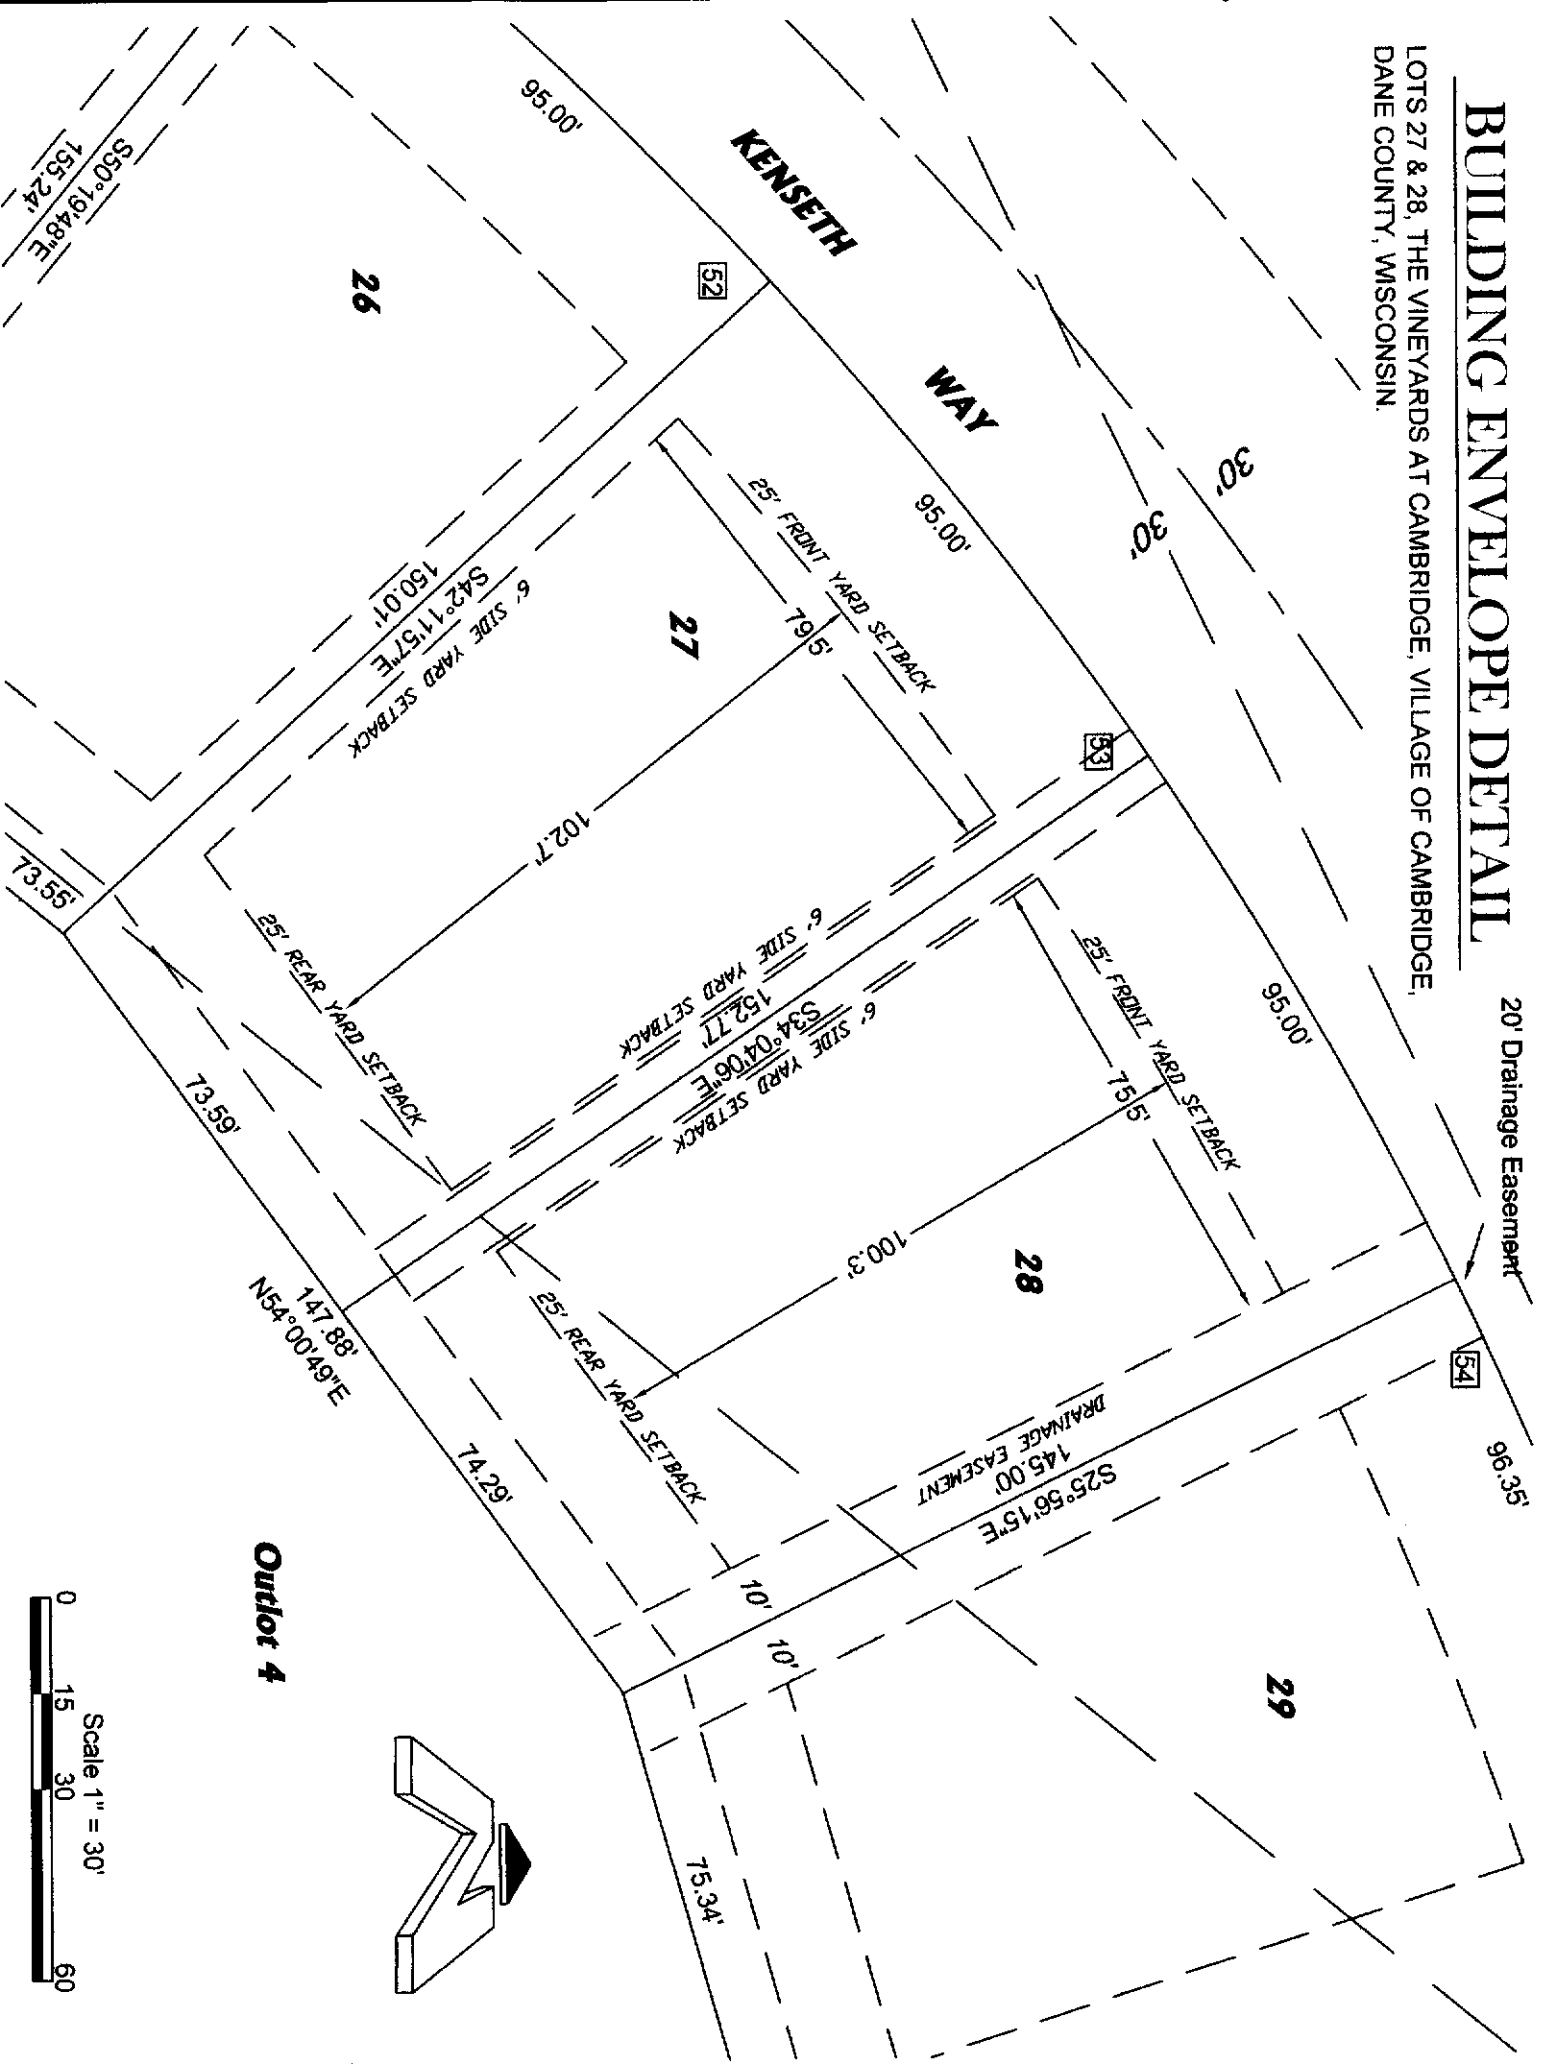 BUILDING ENVELOPE DETAIL
LOTS 27 & 28, THE VINEYARDS AT CAMBRIDGE, VILLAGE OF CAMBRIDGE,
DANE COUNTY, WISCONSIN.
20' Drainage Easement
30'
30'
KENSETH
WAY
95.00'
95.00'
95.00'
96.35'
52
53
54
26
S50°19'48"E
155.24'
S42°11'57"E
150.01'
6' SIDE YARD SETBACK
27
25' FRONT YARD SETBACK
79.5'
102.7'
25' REAR YARD SETBACK
6' SIDE YARD SETBACK
152.77'
S34°04'06"E
6' SIDE YARD SETBACK
28
25' FRONT YARD SETBACK
75.5'
100.3'
25' REAR YARD SETBACK
DRAINAGE EASEMENT
145.00'
S25°56'15"E
10'
10'
29
73.55'
73.59'
147.88'
N54°00'49"E
74.29'
75.34'
Outlot 4
Scale 1" = 30'
0 15 30 60